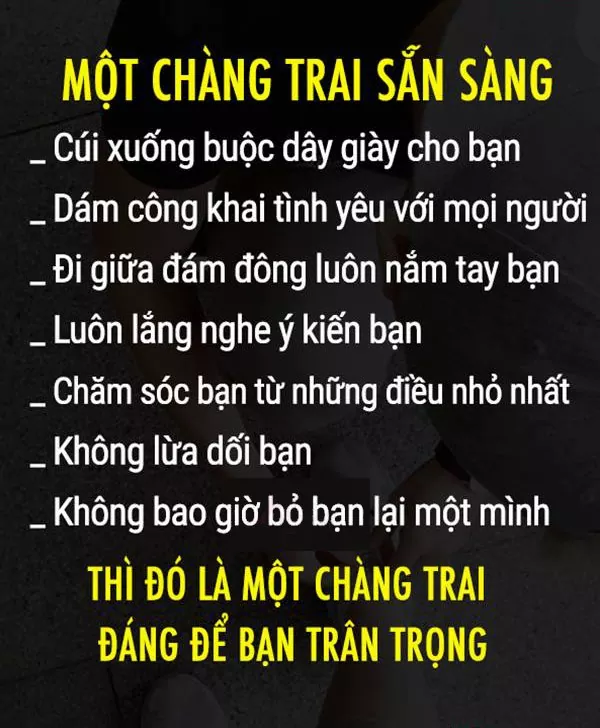 MỘT CHÀNG TRAI SẴN SÀNG
_ Cúi xuống buộc dây giày cho bạn
_ Dám công khai tình yêu với mọi người
_ Đi giữa đám đông luôn nắm tay bạn
_ Luôn lắng nghe ý kiến bạn
_ Chăm sóc bạn từ những điều nhỏ nhất
_ Không lừa dối bạn
_ Không bao giờ bỏ bạn lại một mình
THÌ ĐÓ LÀ MỘT CHÀNG TRAI
ĐÁNG ĐỂ BẠN TRÂN TRỌNG